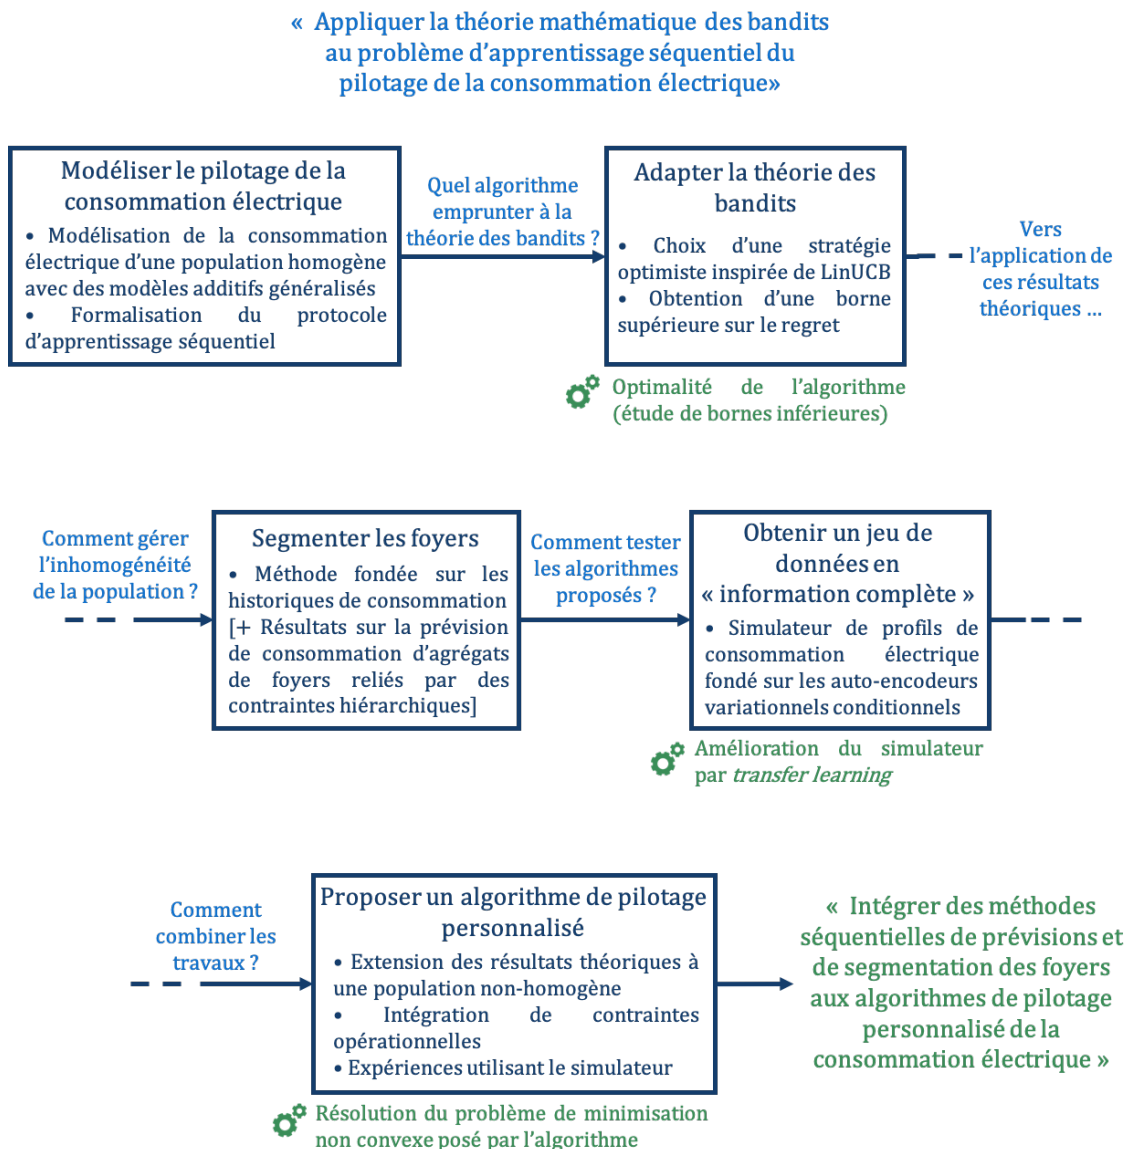 « Appliquer la théorie mathématique des bandits
au problème d’apprentissage séquentiel du
pilotage de la consommation électrique»
Modéliser le pilotage de la
consommation électrique
• Modélisation de la consommation
électrique d’une population homogène
avec des modèles additifs généralisés
• Formalisation du protocole
d’apprentissage séquentiel
Quel algorithme
emprunter à la
théorie des bandits ?
Adapter la théorie des
bandits
• Choix d’une stratégie
optimiste inspirée de LinUCB
• Obtention d’une borne
supérieure sur le regret
Vers
l’application de
ces résultats
théoriques ...
Optimalité de l’algorithme
(étude de bornes inférieures)
Comment gérer
l’inhomogénéité
de la population ?
Segmenter les foyers
• Méthode fondée sur les
historiques de consommation
[+ Résultats sur la prévision
de consommation d’agrégats
de foyers reliés par des
contraintes hiérarchiques]
Comment tester
les algorithmes
proposés ?
Obtenir un jeu de
données en
« information complète »
• Simulateur de profils de
consommation électrique
fondé sur les auto-encodeurs
variationnels conditionnels
Amélioration du simulateur
par transfer learning
Comment
combiner les
travaux ?
Proposer un algorithme de pilotage
personnalisé
• Extension des résultats théoriques à
une population non-homogène
• Intégration de contraintes
opérationnelles
• Expériences utilisant le simulateur
« Intégrer des méthodes
séquentielles de prévisions et
de segmentation des foyers
aux algorithmes de pilotage
personnalisé de la
consommation électrique »
Résolution du problème de minimisation
non convexe posé par l’algorithme